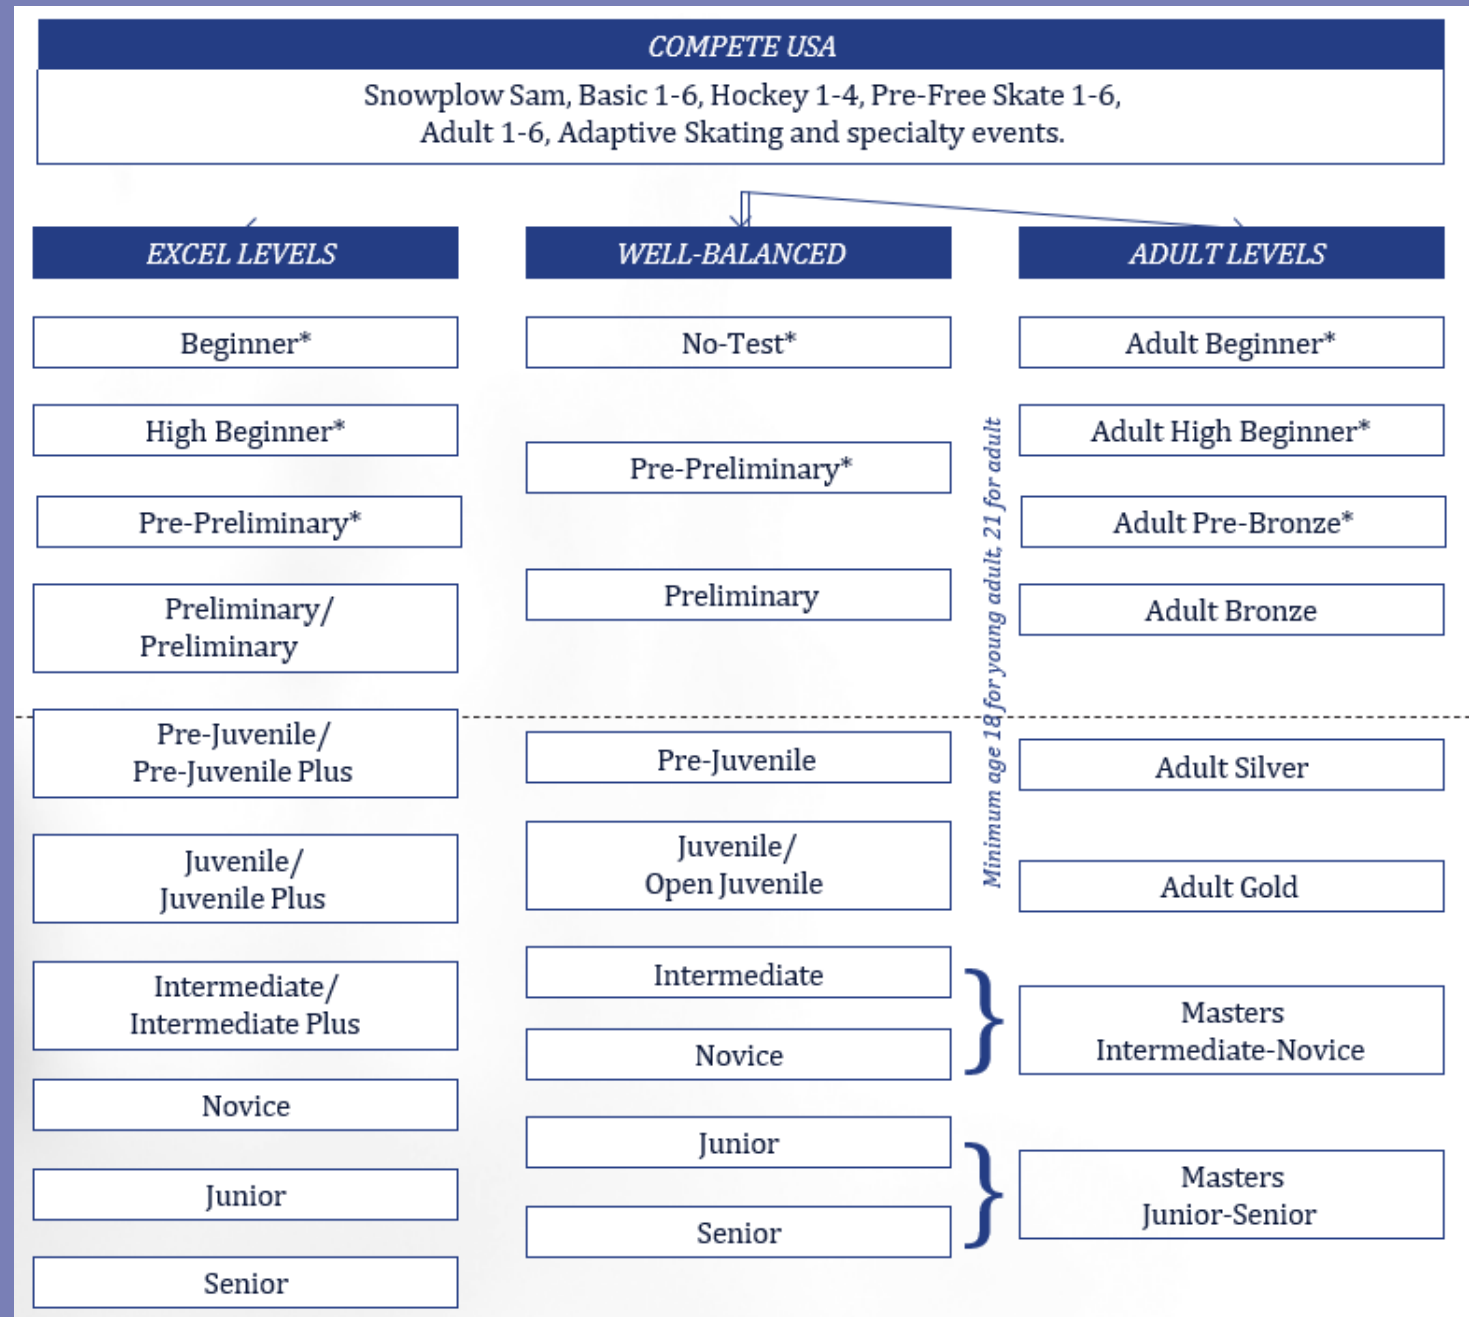 COMPETE USA
Snowplow Sam, Basic 1-6, Hockey 1-4, Pre-Free Skate 1-6,
Adult 1-6, Adaptive Skating and specialty events.
EXCEL LEVELS
Beginner*
High Beginner*
Pre-Preliminary*
Preliminary/
Preliminary
Pre-Juvenile/
Pre-Juvenile Plus
Juvenile/
Juvenile Plus
Intermediate/
Intermediate Plus
Novice
Junior
Senior
WELL-BALANCED
No-Test*
Pre-Preliminary*
Preliminary
Pre-Juvenile
Juvenile/
Open Juvenile
Intermediate
Novice
Junior
Senior
Minimum age 18 for young adult, 21 for adult
ADULT LEVELS
Adult Beginner*
Adult High Beginner*
Adult Pre-Bronze*
Adult Bronze
Adult Silver
Adult Gold
Masters
Intermediate-Novice
Masters
Junior-Senior